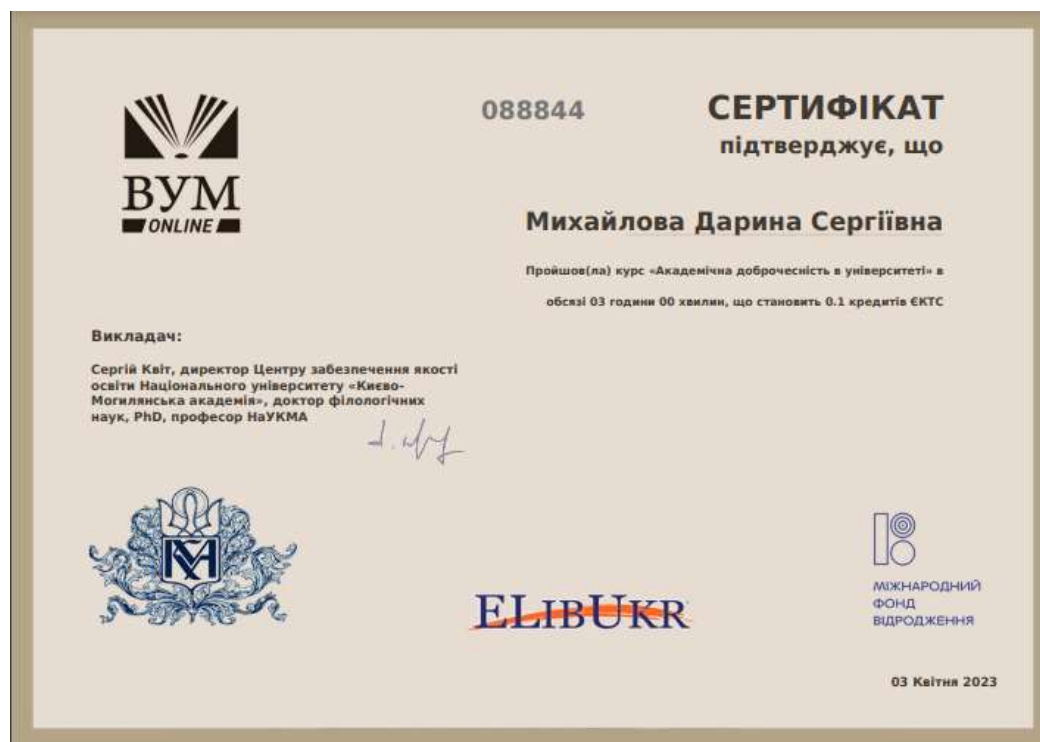 088844
СЕРТИФІКАТ
підтверджує, що
ВУМ
ONLINE
Михайлова Дарина Сергіївна
Пройшов(ла) курс «Академічна доброчесність в університеті» в
обсязі 03 години 00 хвилин, що становить 0.1 кредитів ЄКТС
Викладач:
Сергій Квіт, директор Центру забезпечення якості
освіти Національного університету «Києво-
Могилянська академія», доктор філологічних
наук, PhD, професор НаУКМА
КМА
ELIBUKR
МІЖНАРОДНИЙ
ФОНД
ВІДРОДЖЕННЯ
03 Квітня 2023